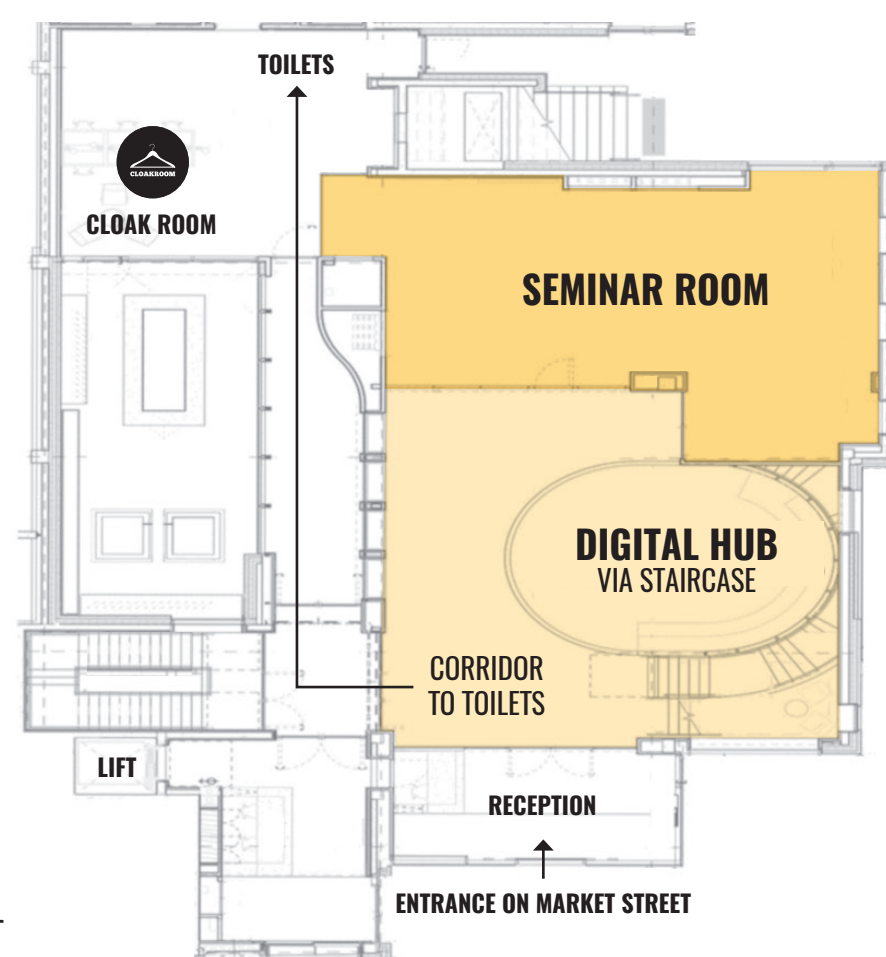 TOILETS
CLOAKROOM
CLOAK ROOM
SEMINAR ROOM
DIGITAL HUB
VIA STAIRCASE
CORRIDOR
TO TOILETS
LIFT
RECEPTION
ENTRANCE ON MARKET STREET